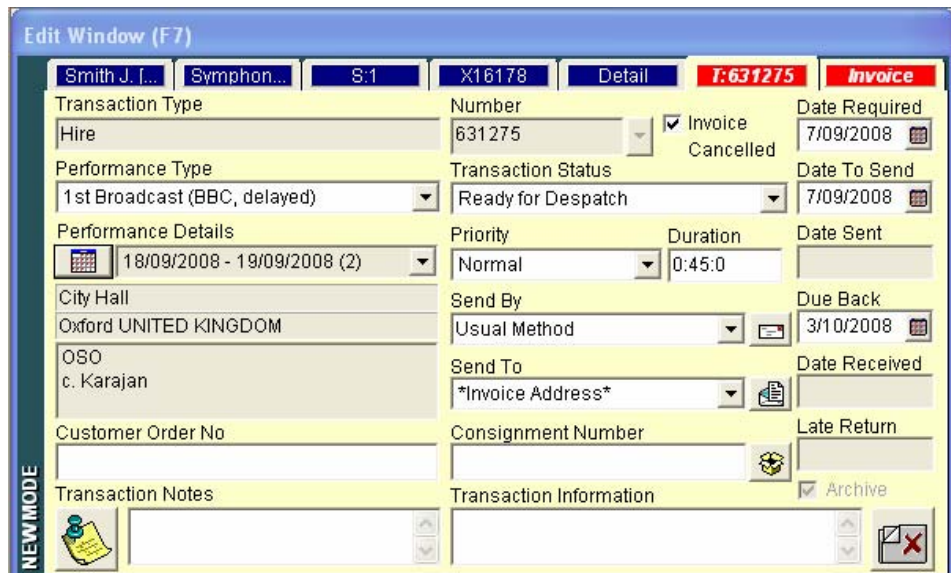 Edit Window (F7)
Smith J. [... Symphon... S:1 X16178 Detail T:631275 Invoice
Transaction Type
Hire
Number
631275
Invoice
Cancelled
Date Required
7/09/2008
Performance Type
1st Broadcast (BBC, delayed)
Transaction Status
Ready for Despatch
Date To Send
7/09/2008
Performance Details
18/09/2008 - 19/09/2008 (2)
City Hall
Oxford UNITED KINGDOM
OSO
c. Karajan
Priority
Normal
Duration
0:45:0
Date Sent
Send By
Usual Method
Due Back
3/10/2008
Send To
*Invoice Address*
Date Received
Customer Order No
Consignment Number
Late Return
Transaction Notes
Transaction Information
Archive
NEWMODE